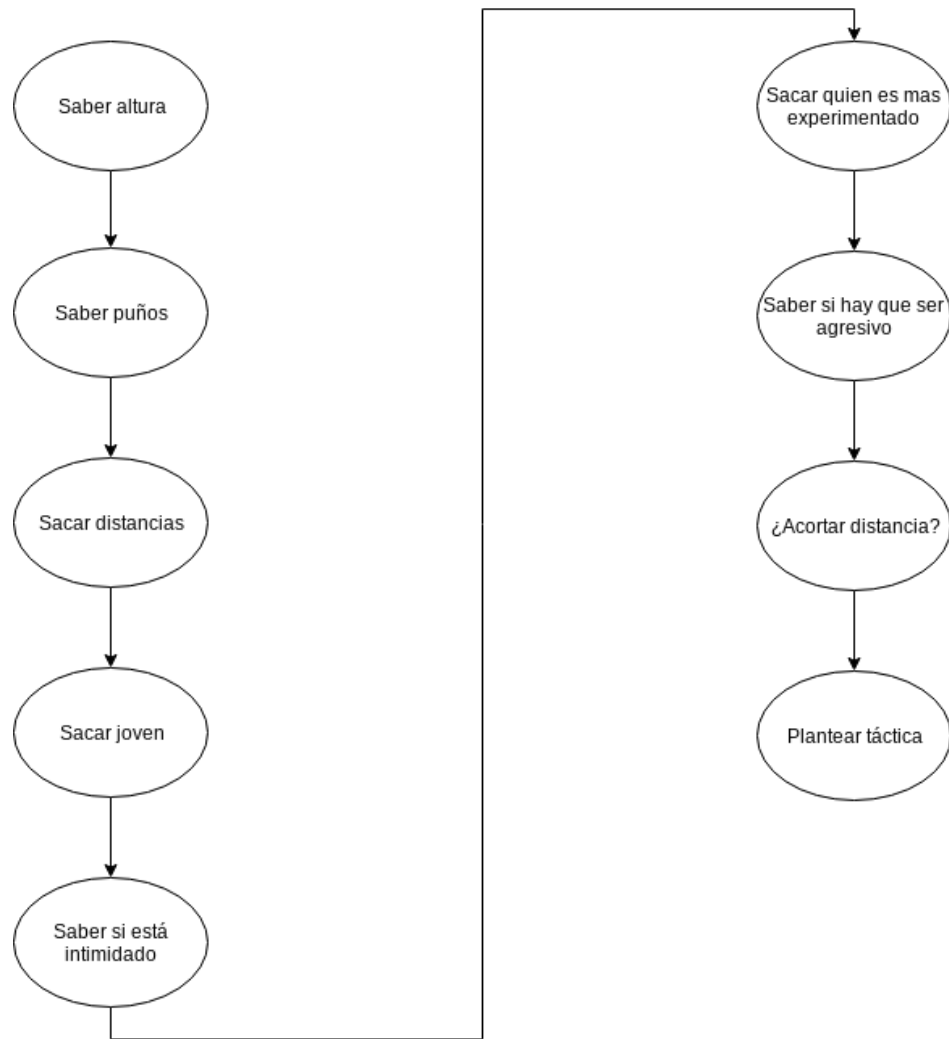 Saber altura
Saber puños
Sacar distancias
Sacar joven
Saber si está
intimidado
Sacar quien es mas
experimentado
Saber si hay que ser
agresivo
¿Acortar distancia?
Plantear táctica